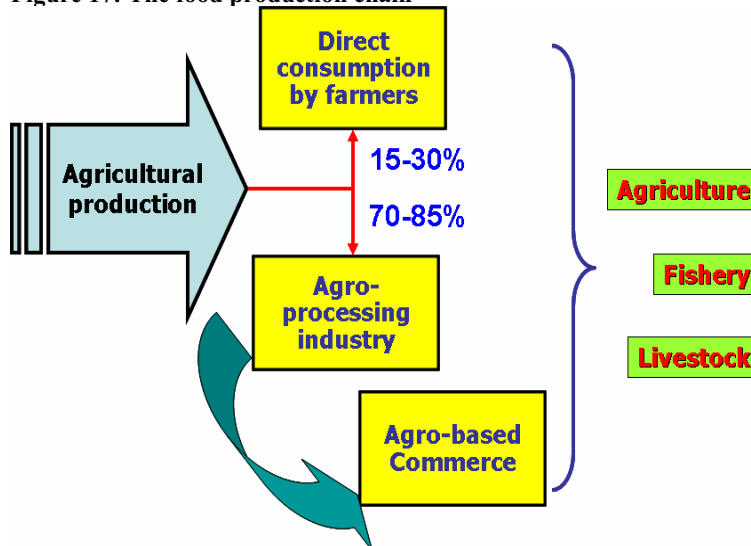 Figure 17. The food production chain
Direct
consumption
by farmers
15-30%
Agricultural
production
70-85%
Agro-
processing
industry
Agro-based
Commerce
Agriculture
Fishery
Livestock